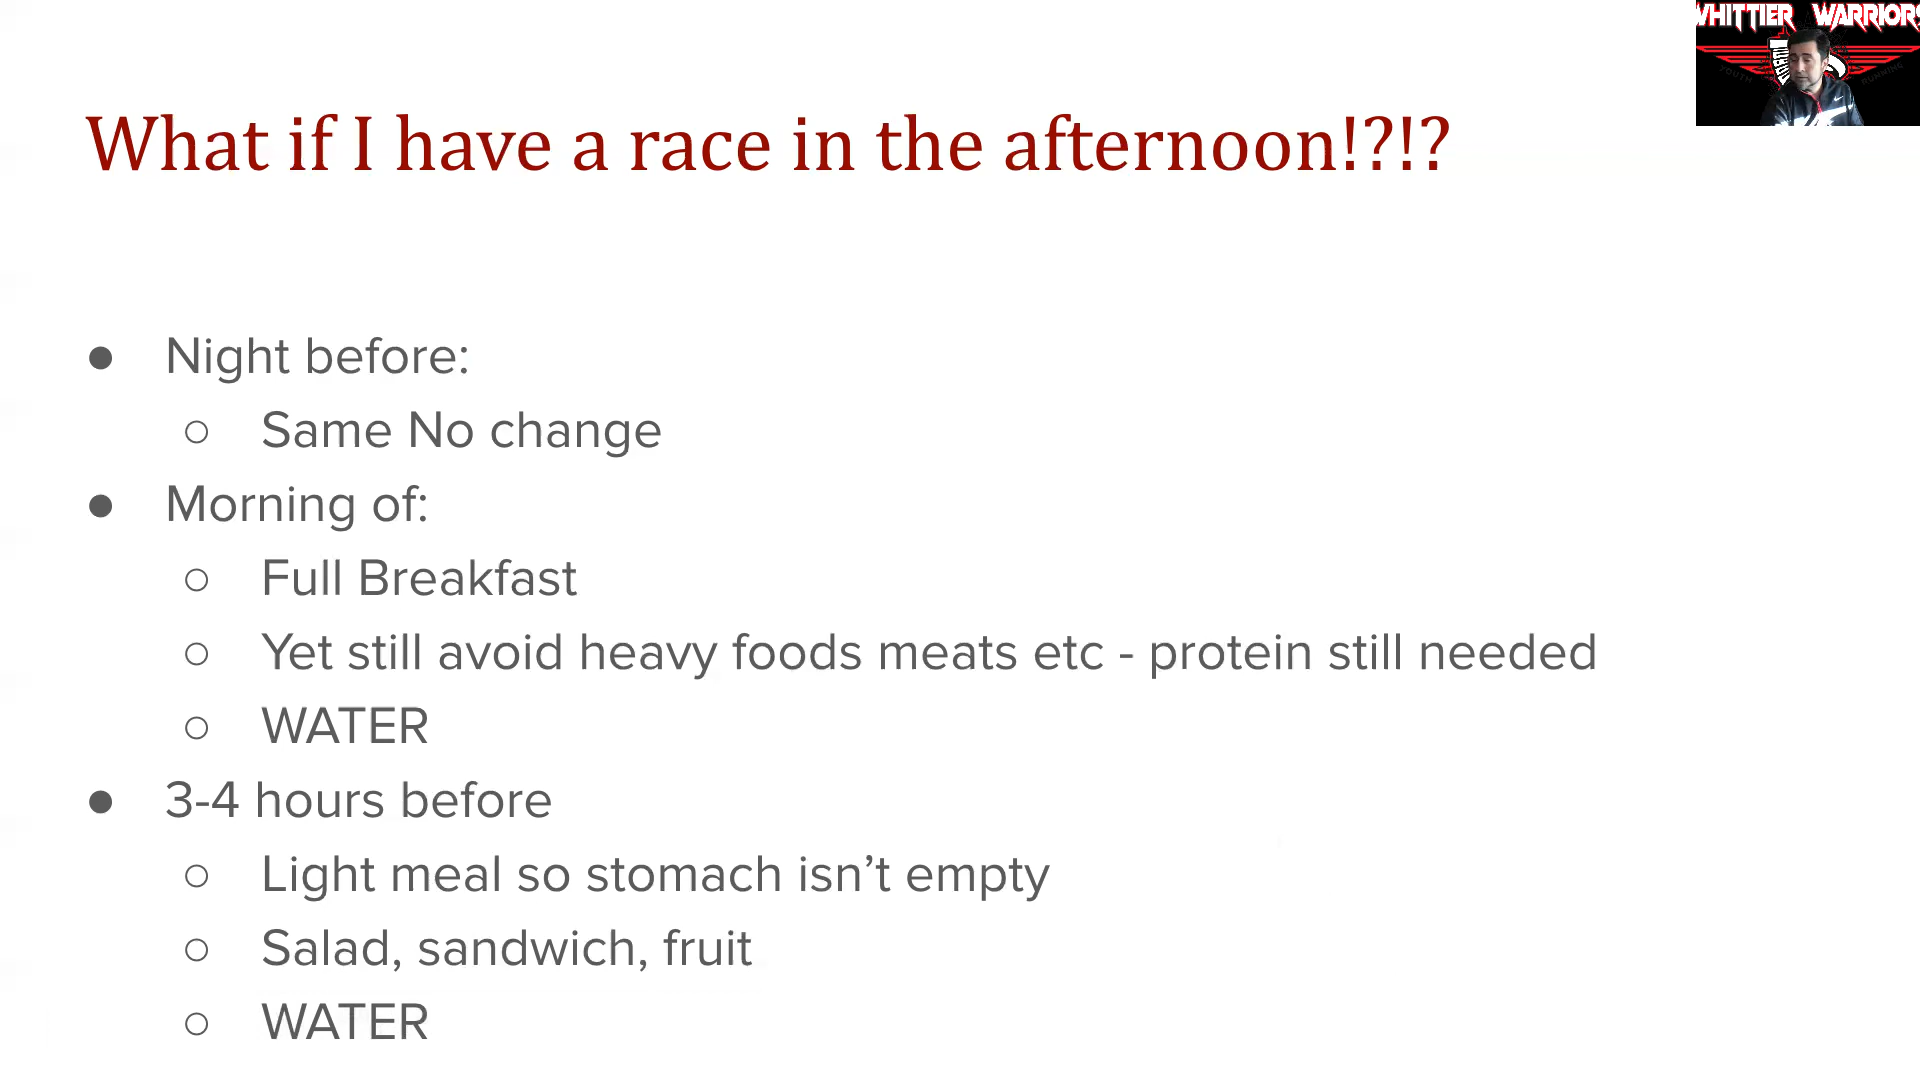 WHITTIER WARRIORS
What if I have a race in the afternoon!?!?
● Night before:
○ Same No change
● Morning of:
○ Full Breakfast
○ Yet still avoid heavy foods meats etc - protein still needed
○ WATER
● 3-4 hours before
○ Light meal so stomach isn’t empty
○ Salad, sandwich, fruit
○ WATER